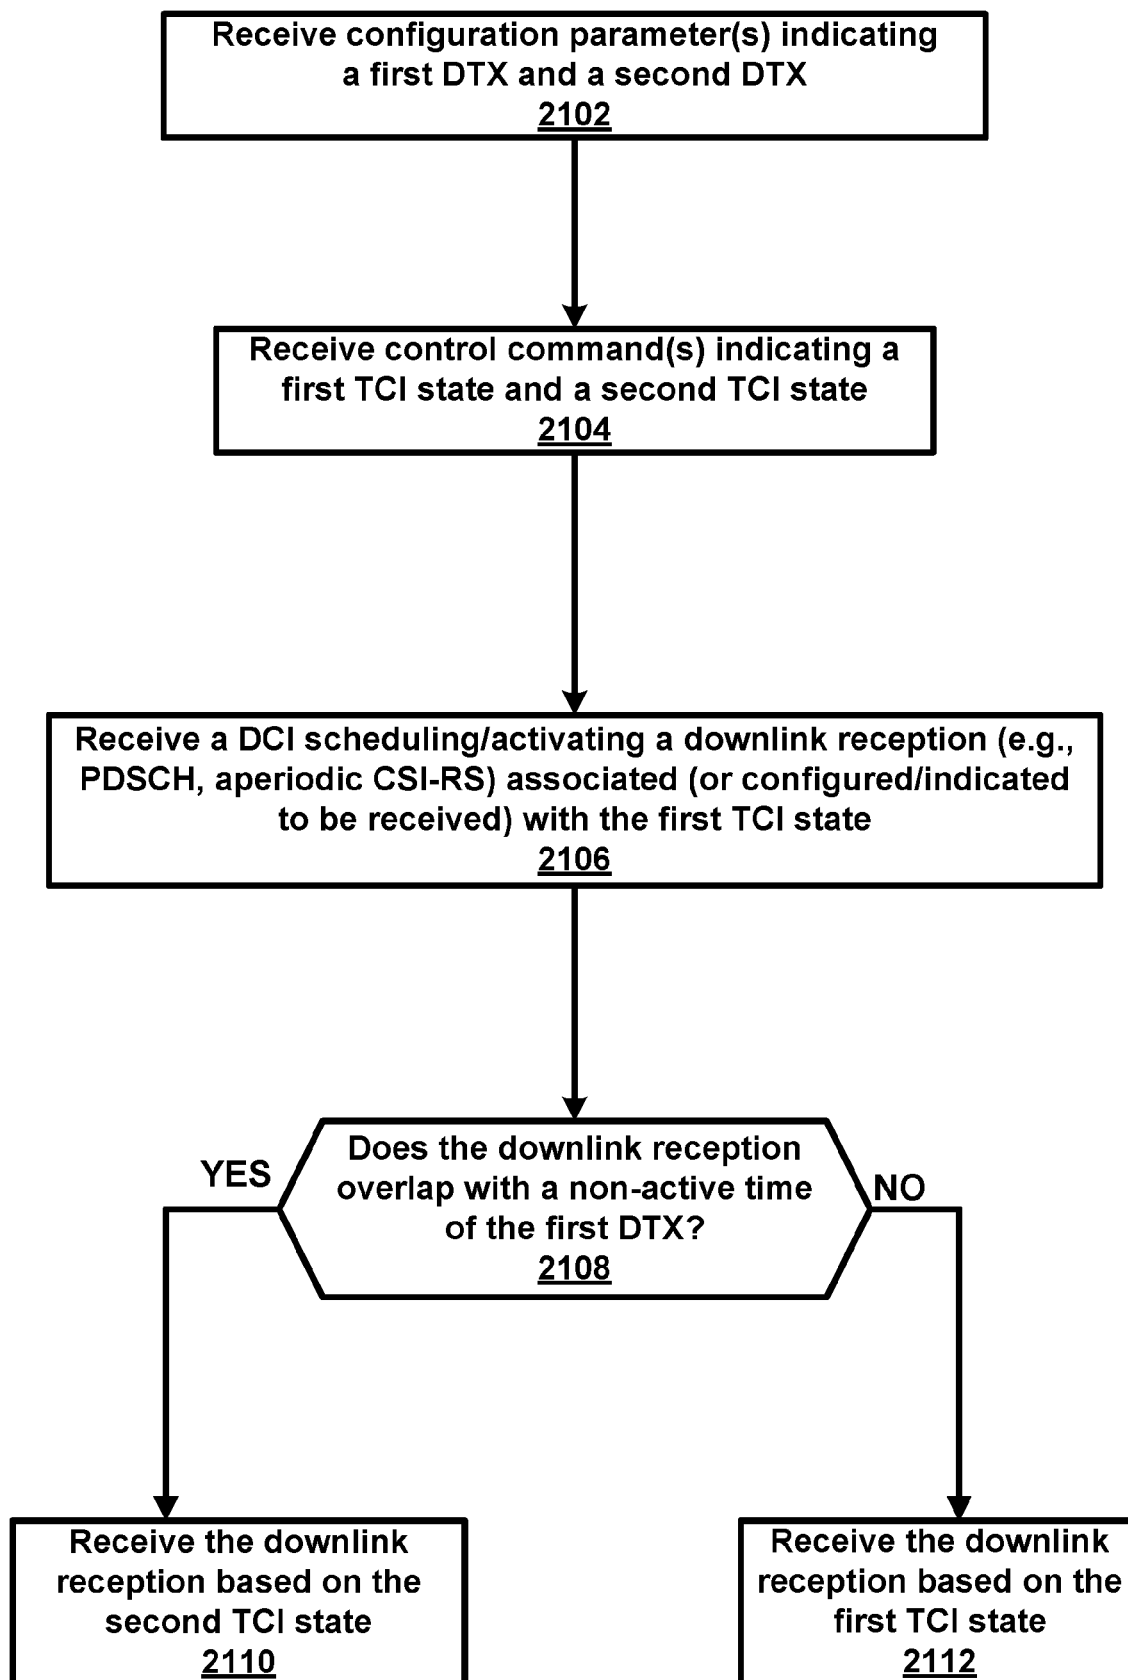 Receive configuration parameter(s) indicating
a first DTX and a second DTX
2102
Receive control command(s) indicating a
first TCI state and a second TCI state
2104
Receive a DCI scheduling/activating a downlink reception (e.g.,
PDSCH, aperiodic CSI-RS) associated (or configured/indicated
to be received) with the first TCI state
2106
Does the downlink reception
overlap with a non-active time
of the first DTX?
2108
YES
NO
Receive the downlink
reception based on the
second TCI state
2110
Receive the downlink
reception based on the
first TCI state
2112